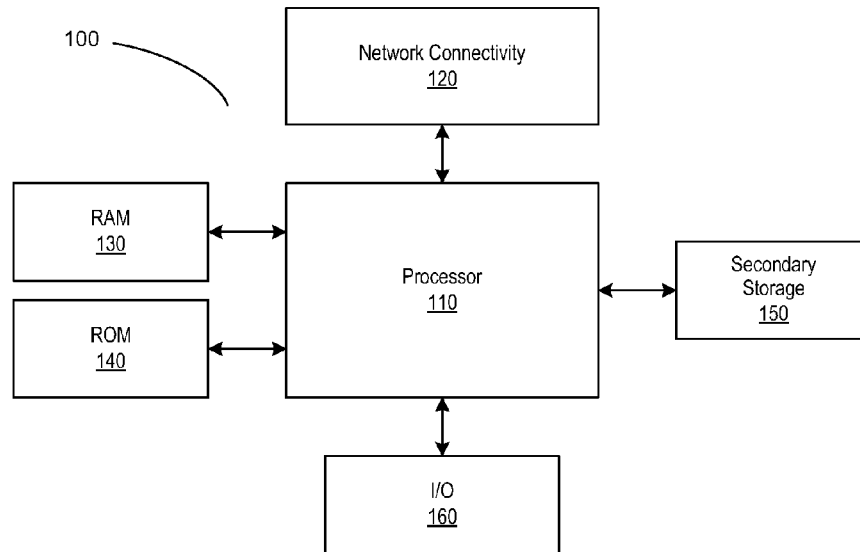 100
Network Connectivity
120
RAM
130
Processor
110
Secondary
Storage
150
ROM
140
I/O
160